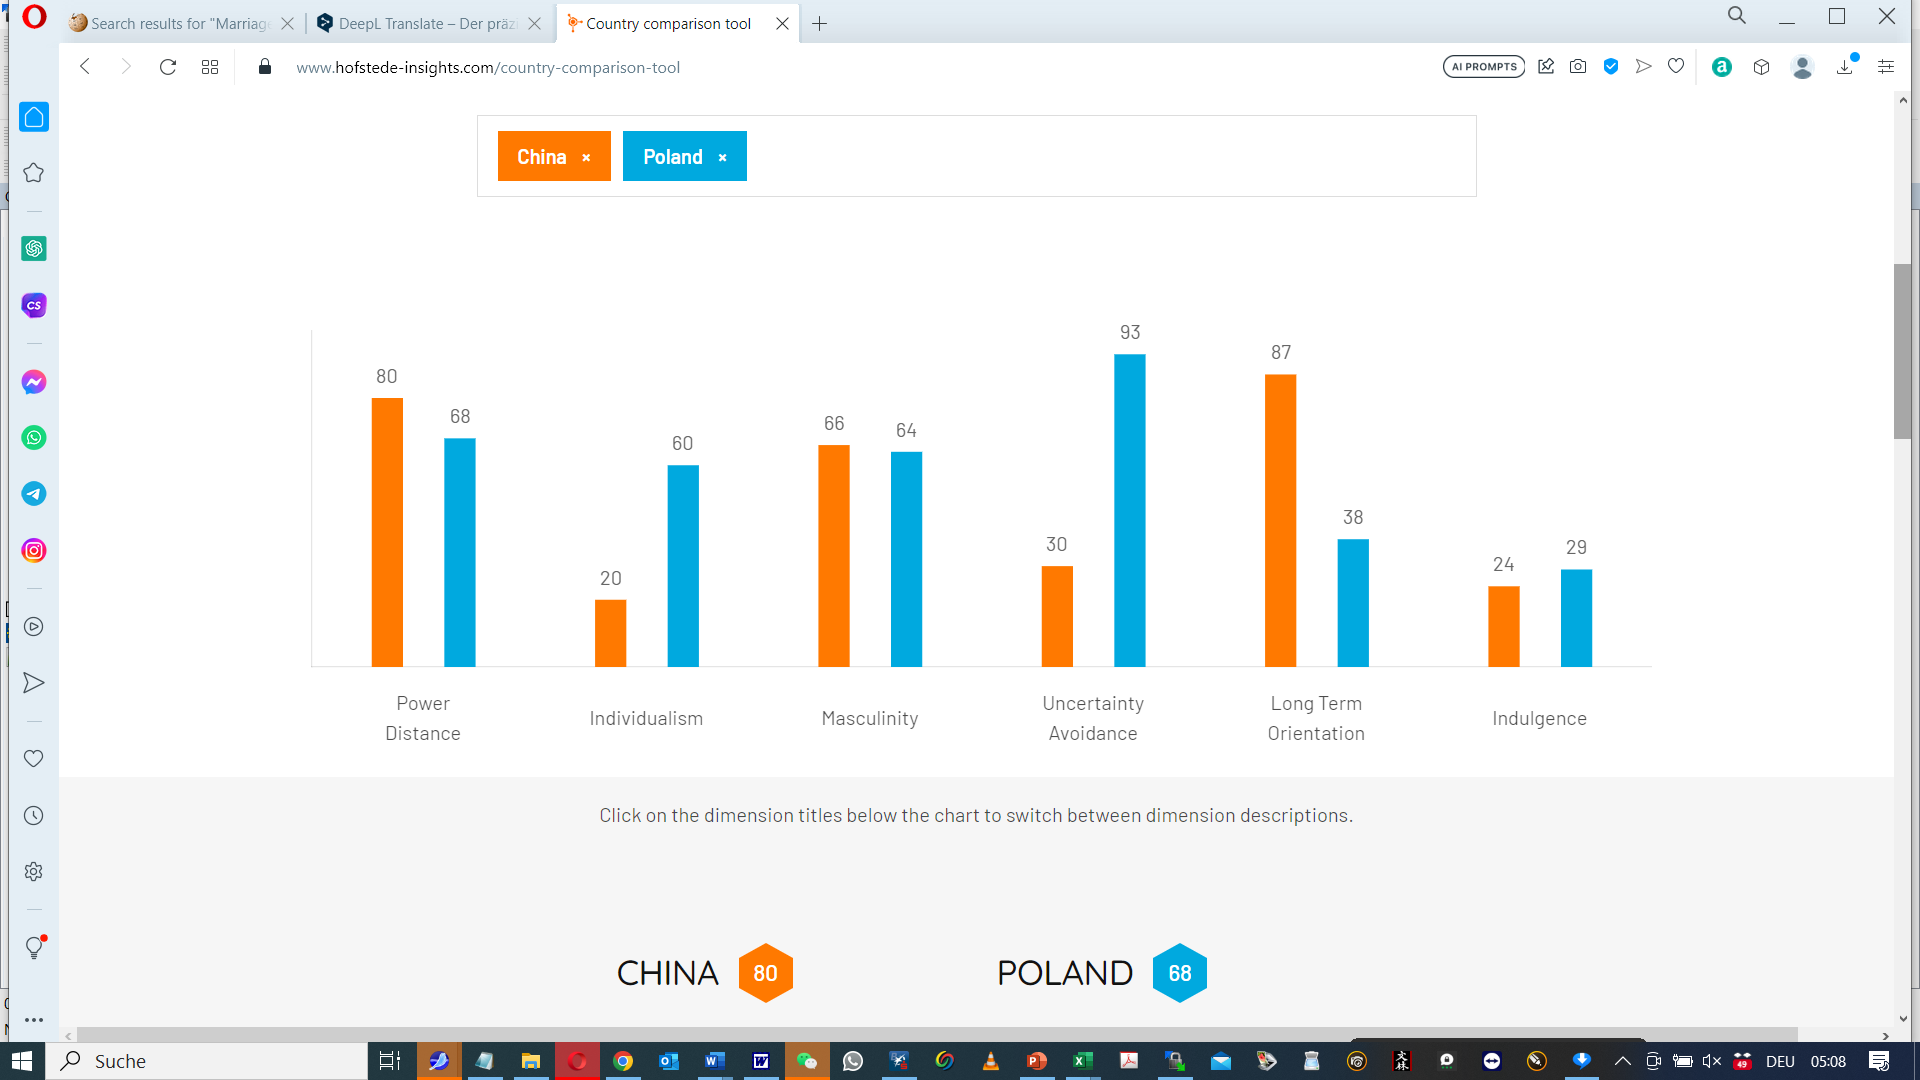 Search results for "Marriage
DeepL Translate – Der präz
Country comparison tool
www.hofstede-insights.com/country-comparison-tool
AI PROMPTS
China ×
Poland ×
80
68
20
60
66
64
30
93
87
38
24
29
Power
Distance
Individualism
Masculinity
Uncertainty
Avoidance
Long Term
Orientation
Indulgence
Click on the dimension titles below the chart to switch between dimension descriptions.
CHINA 80
POLAND 68
CS
a
Suche
49
DEU
05:08